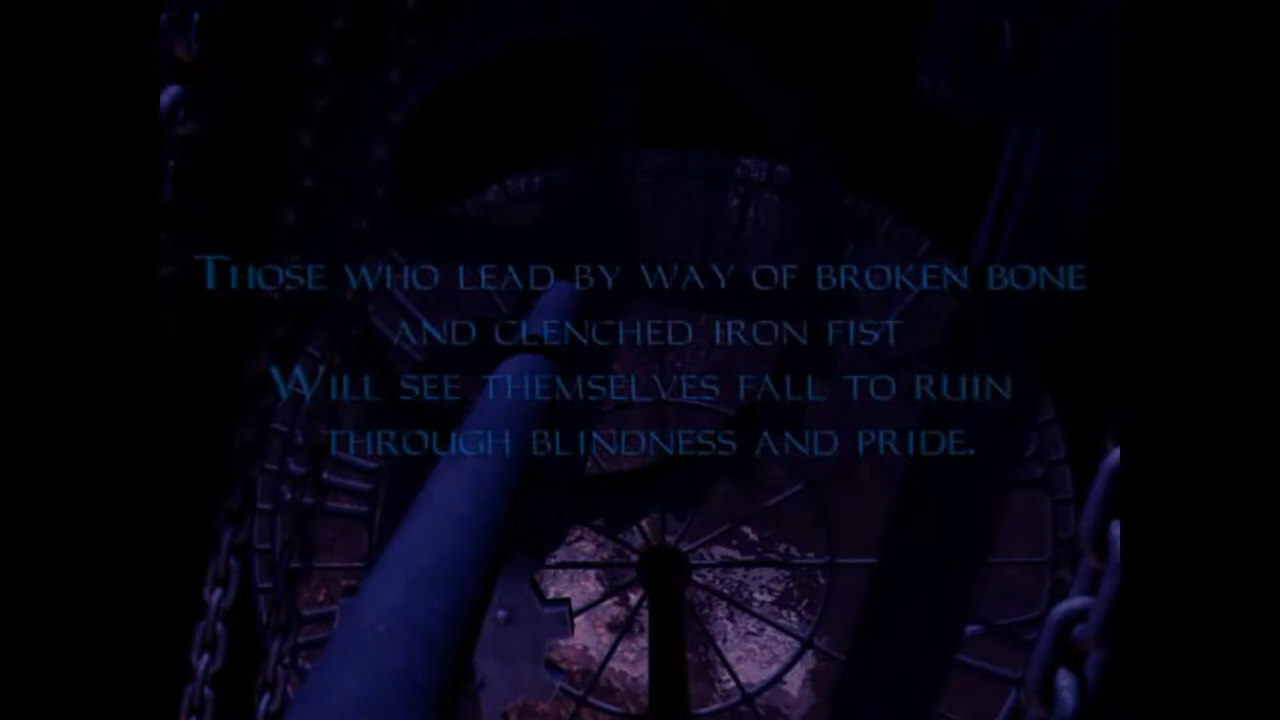 Those who lead by way of broken bone
and clenched iron fist
Will see themselves fall to ruin
through blindness and pride.